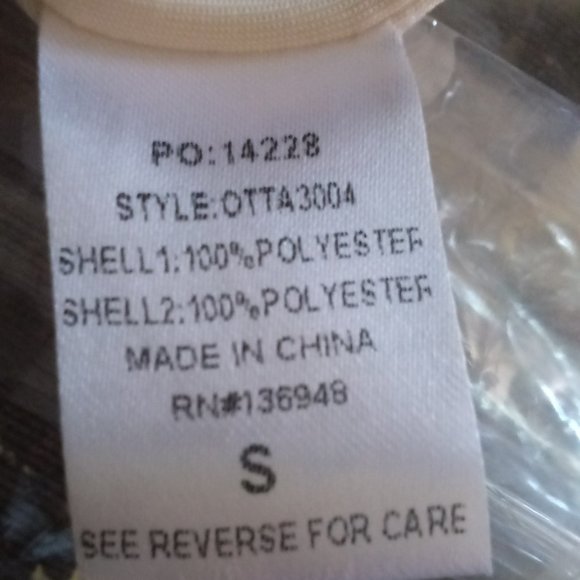 PO:14228
STYLE:OTTA3004
SHELL1:100%POLYESTER
SHELL2:100%POLYESTER
MADE IN CHINA
RN#136948
S
SEE REVERSE FOR CARE